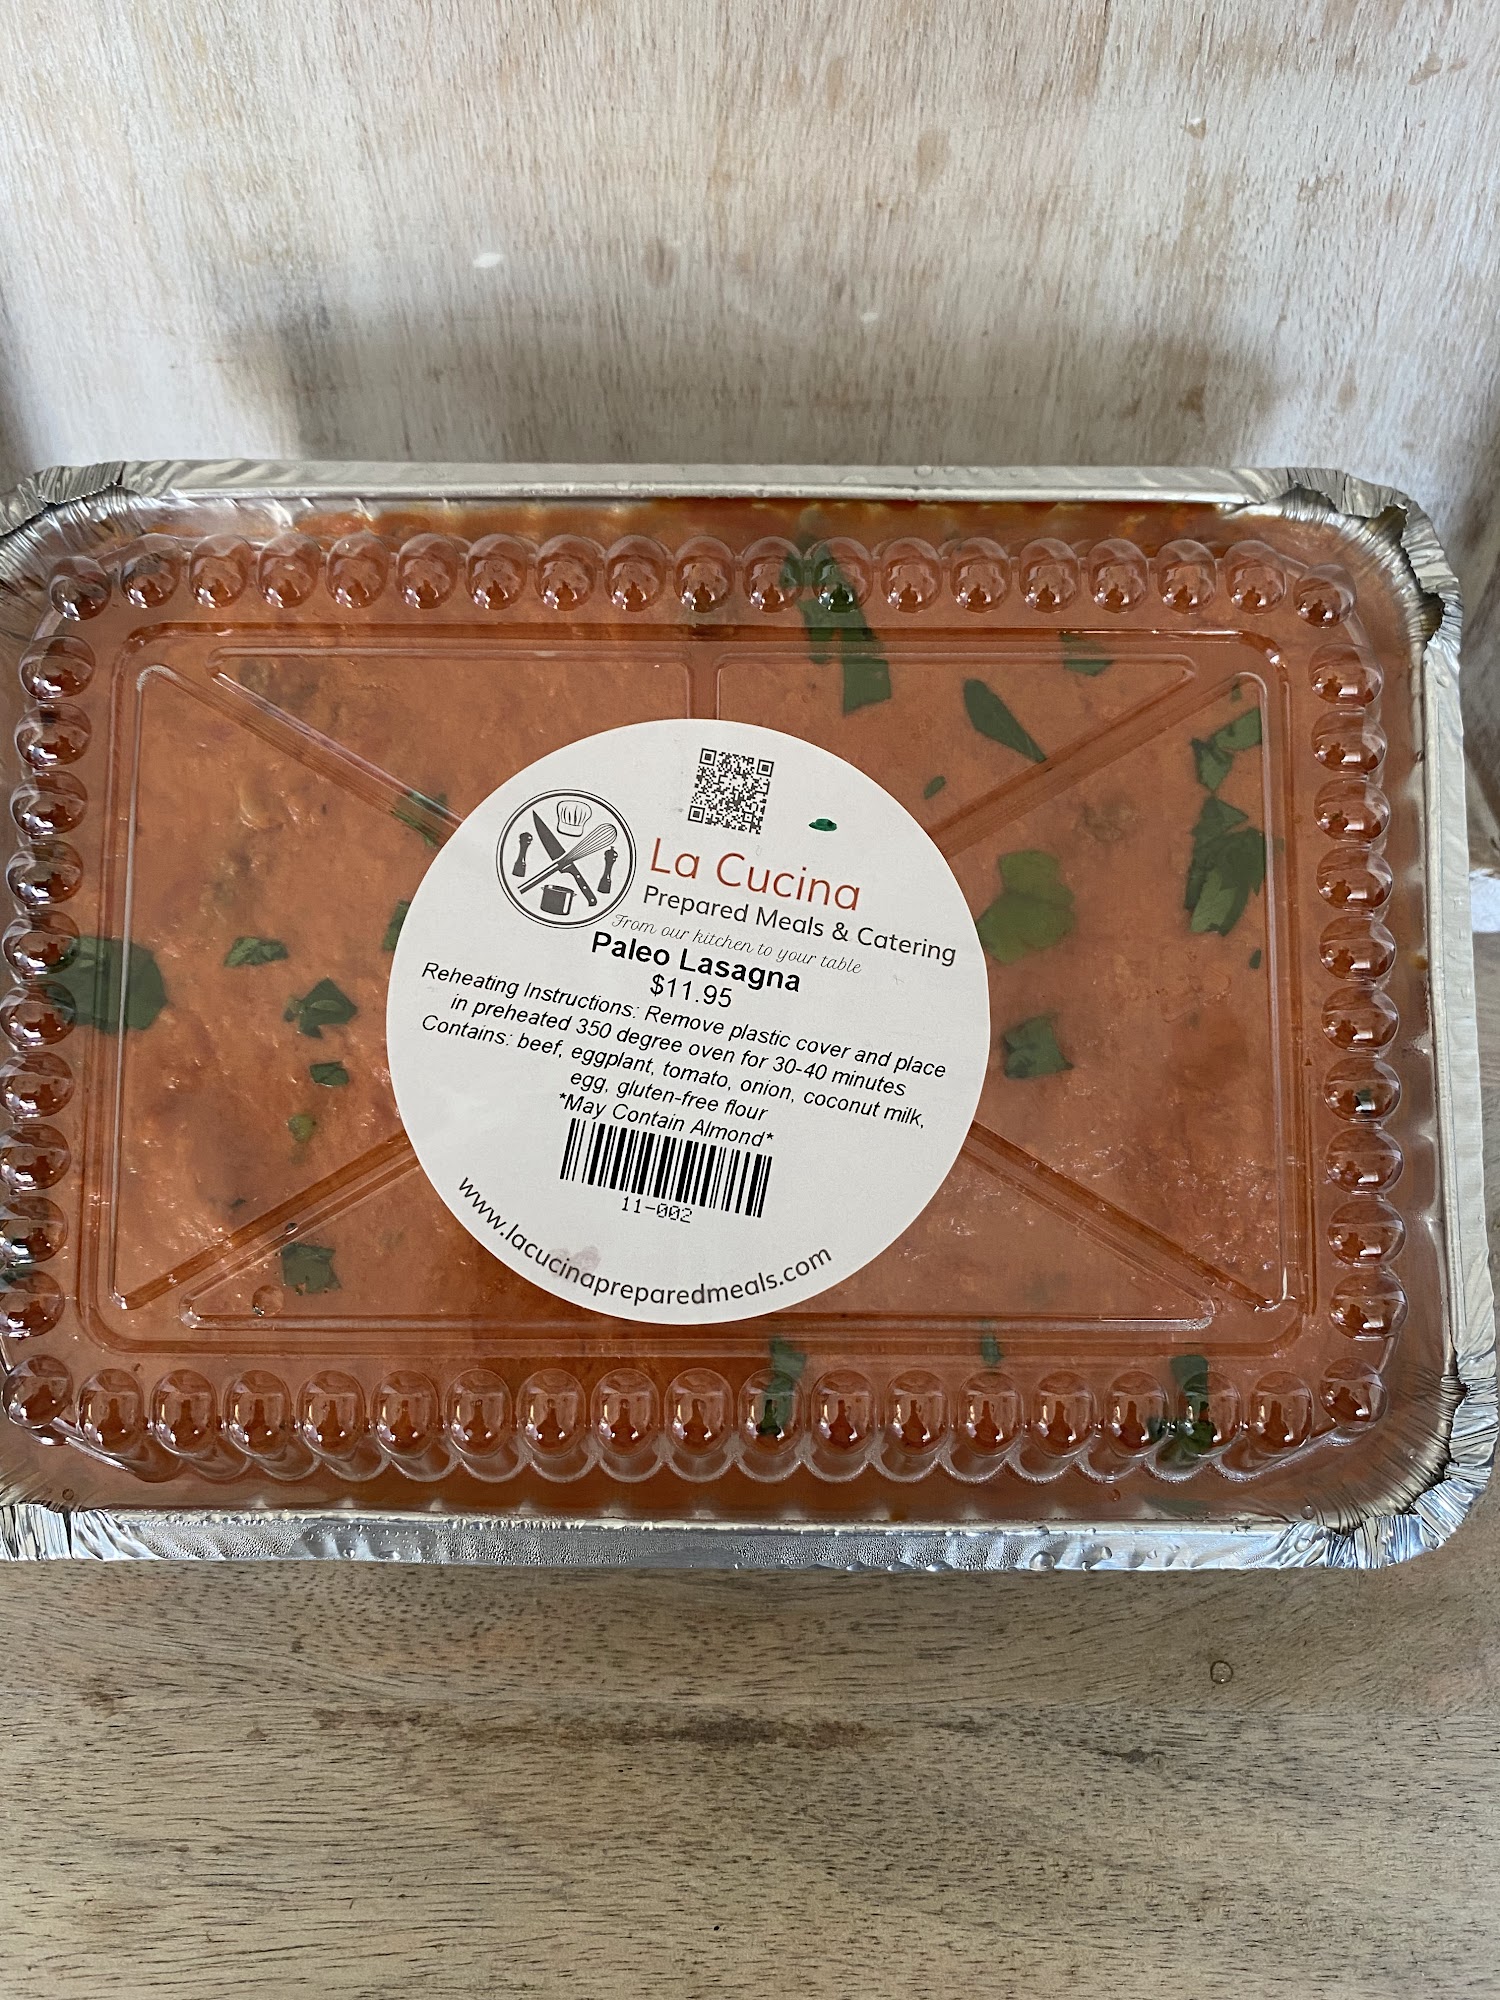 La Cucina
Prepared Meals & Catering
From our kitchen to your table
Paleo Lasagna
$11.95
Reheating Instructions: Remove plastic cover and place
in preheated 350 degree oven for 30-40 minutes
Contains: beef, eggplant, tomato, onion, coconut milk,
egg, gluten-free flour
*May Contain Almond*
11-002
www.lacucinapreparedmeals.com